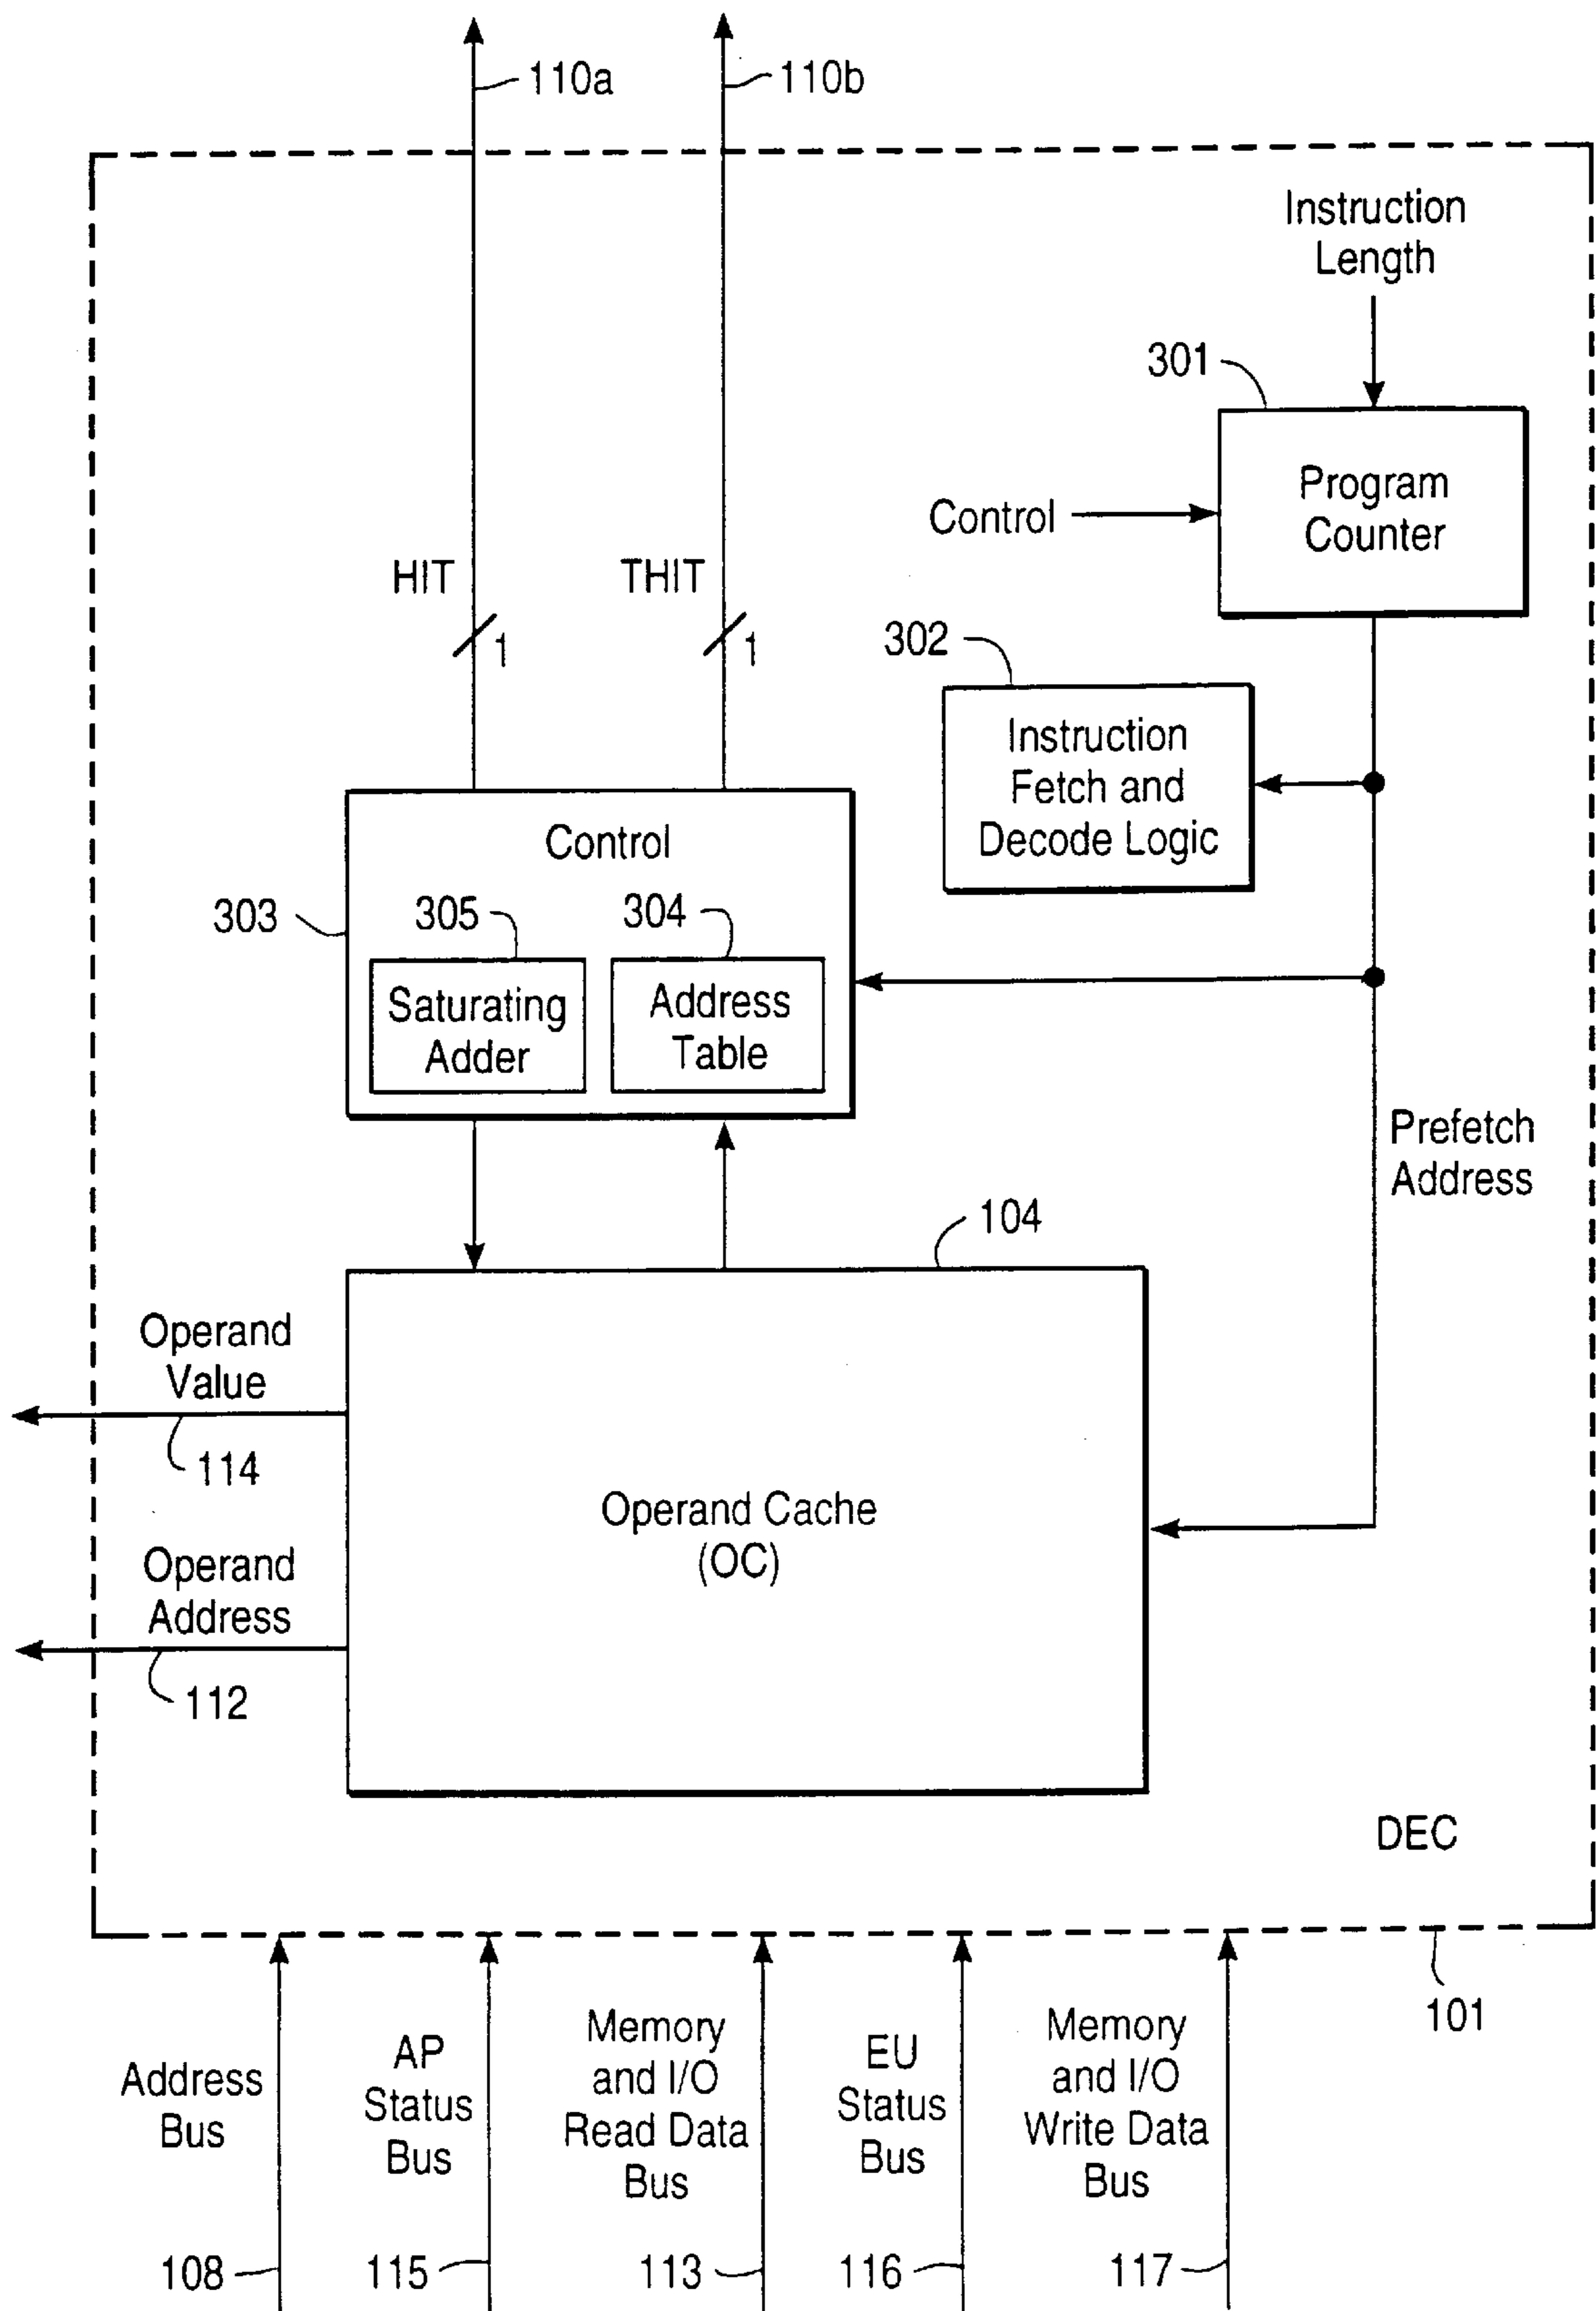 110a
110b
Instruction
Length
301
Program
Counter
Control
HIT
THIT
1
1
302
Instruction
Fetch and
Decode Logic
Control
303
305
304
Saturating
Adder
Address
Table
Prefetch
Address
104
Operand
Value
114
Operand Cache
(OC)
Operand
Address
112
DEC
101
Address
Bus
108
AP
Status
Bus
115
Memory
and I/O
Read Data
Bus
113
EU
Status
Bus
116
Memory
and I/O
Write Data
Bus
117